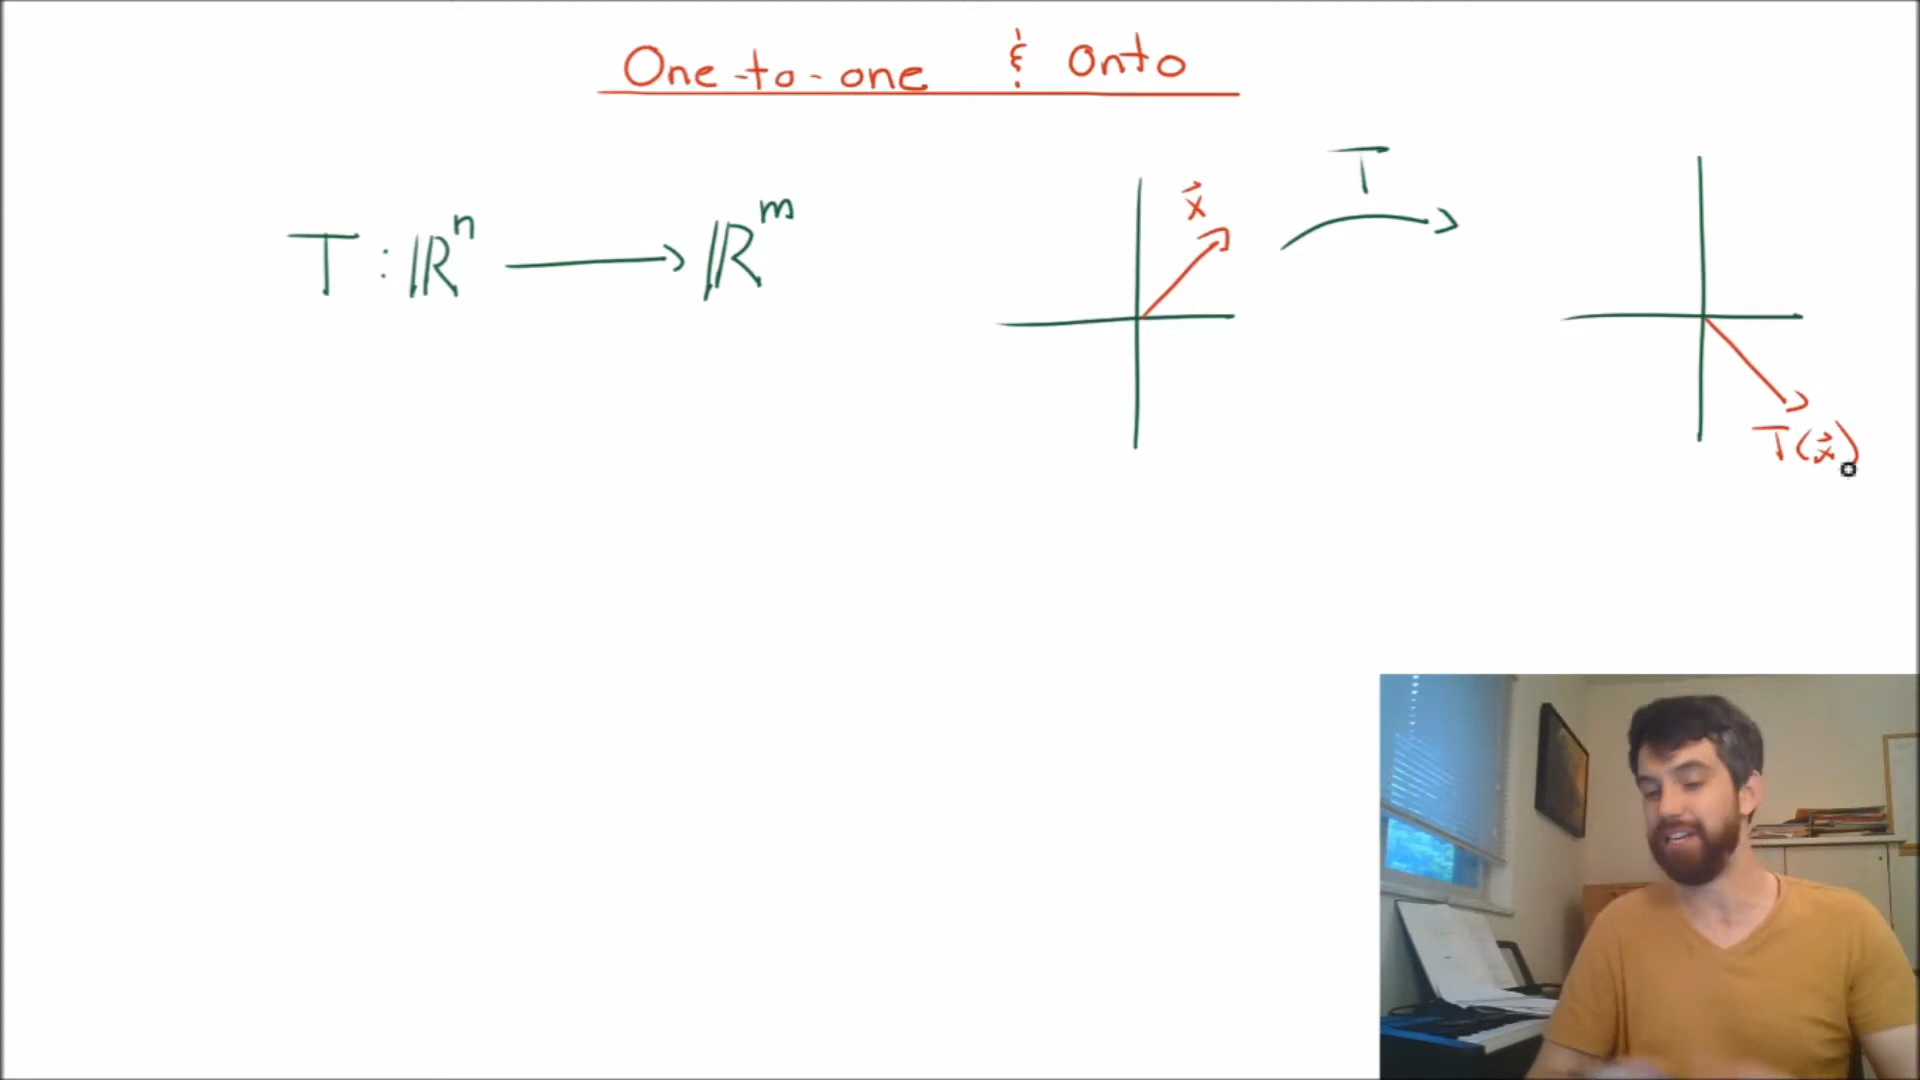 One-to-one & Onto
T : ℝⁿ ⟶ ℝᵐ
x⃗
T
T(x⃗)